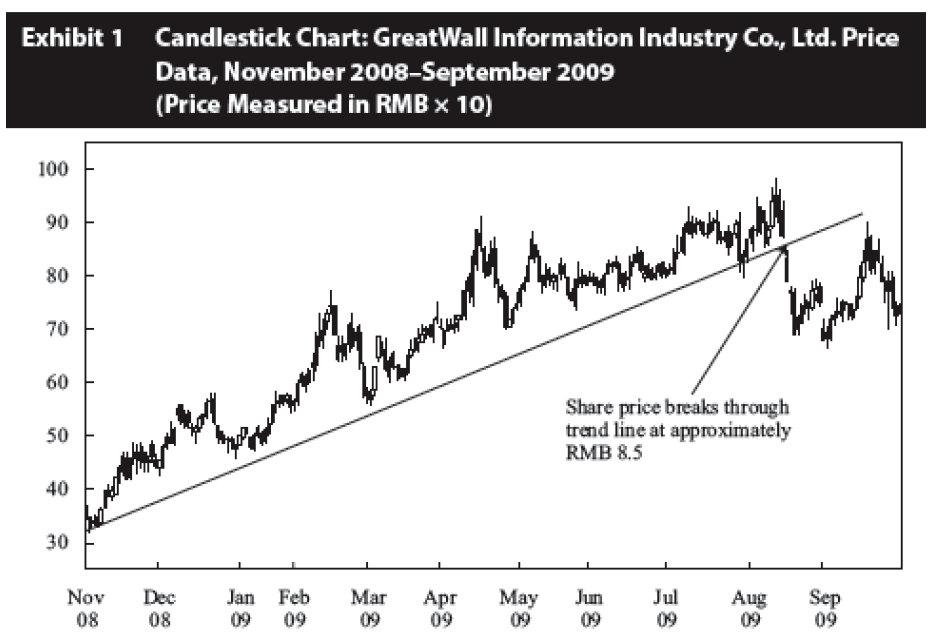 Exhibit 1 Candlestick Chart: GreatWall Information Industry Co., Ltd. Price
Data, November 2008–September 2009
(Price Measured in RMB × 10)
100
90
80
70
60
50
40
30
Share price breaks through
trend line at approximately
RMB 8.5
Nov Dec Jan Feb Mar Apr May Jun Jul Aug Sep
08 08 09 09 09 09 09 09 09 09 09